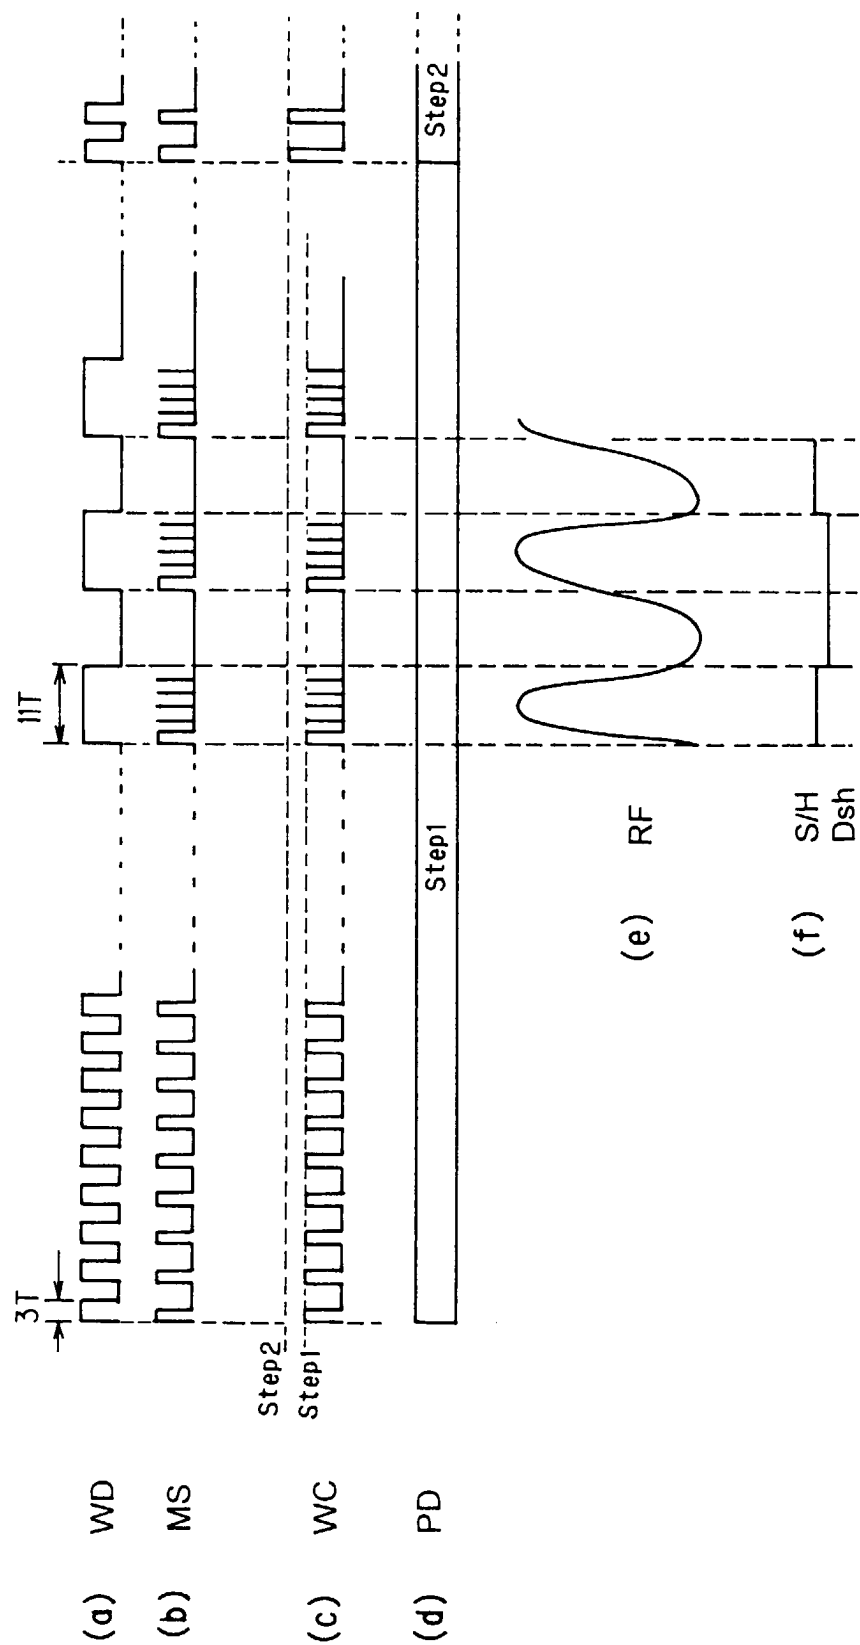 3T
11T
(a) WD
(b) MS
Step2
Step1
(c) WC
(d) PD
Step1
Step2
(e) RF
(f) S/H
Dsh